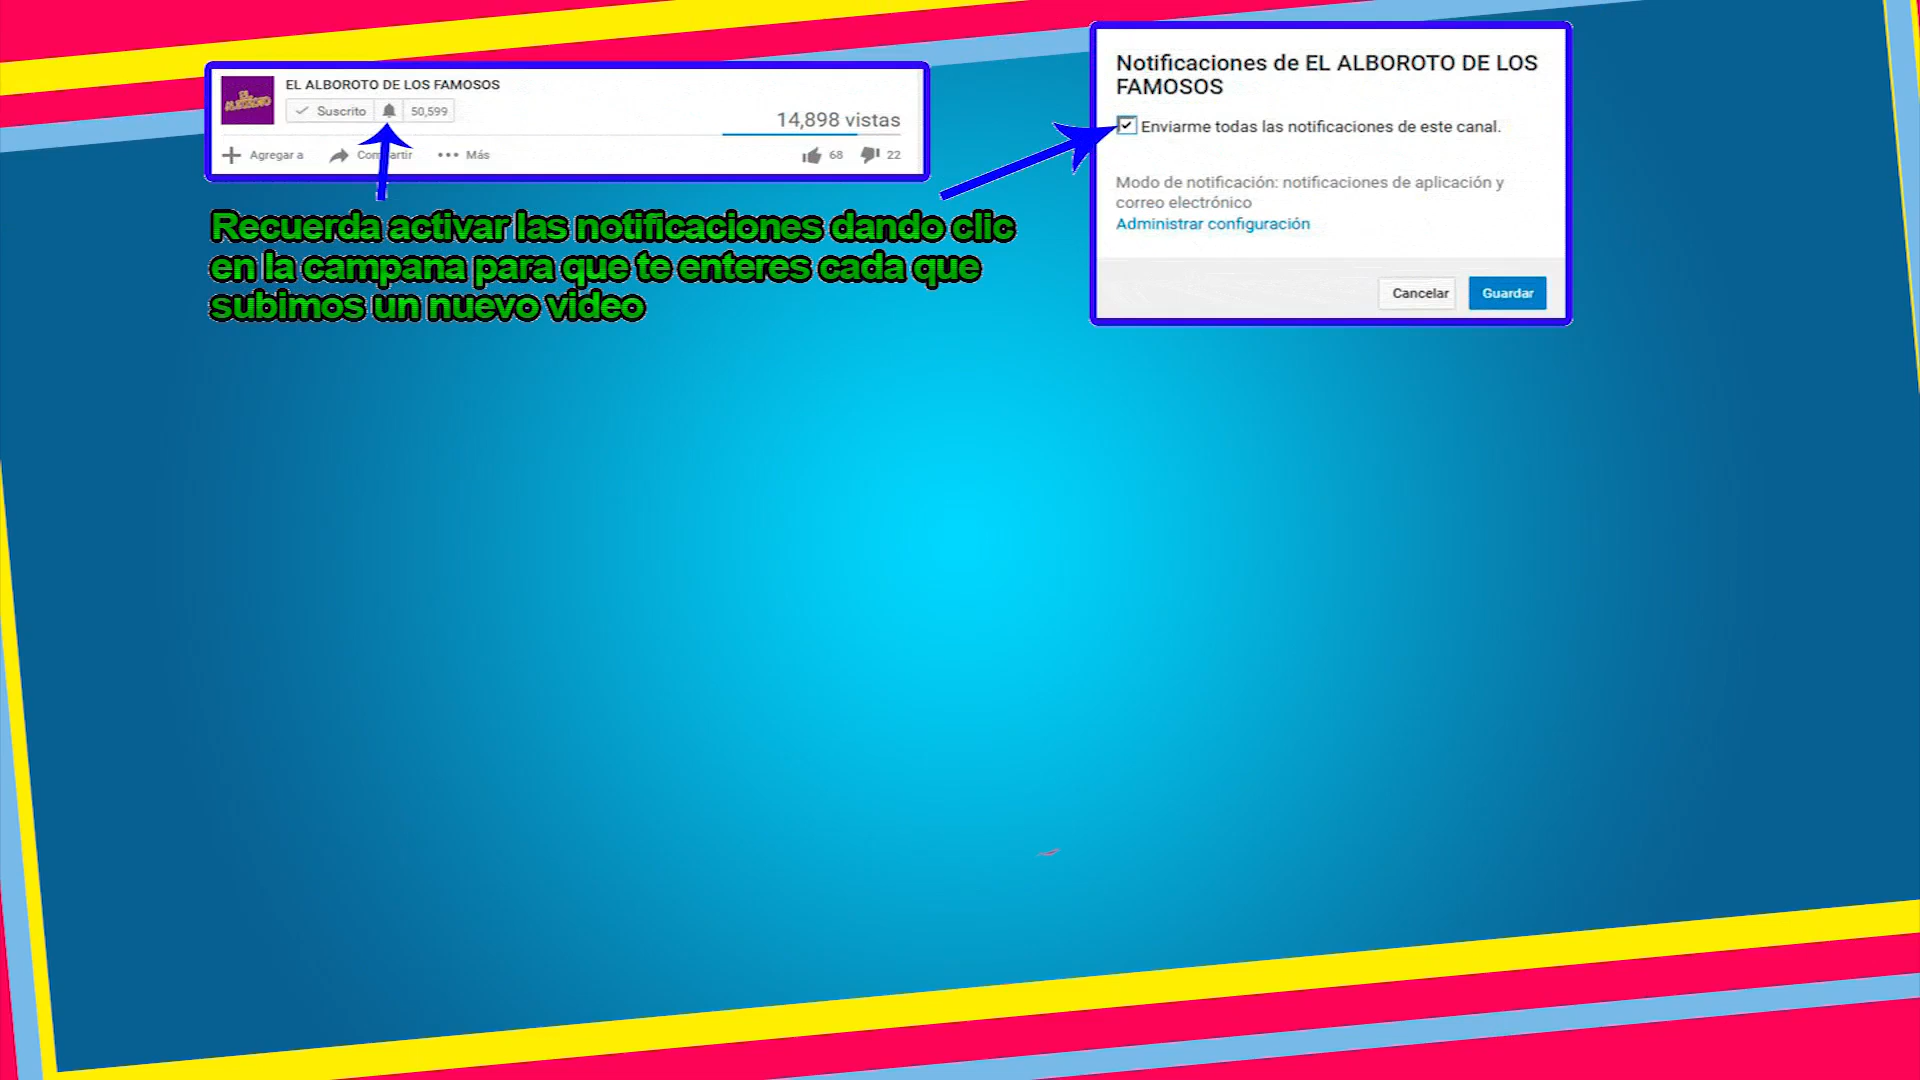 EL ALBOROTO
EL ALBOROTO DE LOS FAMOSOS
Suscrito 50,599
14,898 vistas
Agregar a Compartir Más 68 22
Recuerda activar las notificaciones dando clic
en la campana para que te enteres cada que
subimos un nuevo video
Notificaciones de EL ALBOROTO DE LOS
FAMOSOS
Enviarme todas las notificaciones de este canal.
Modo de notificación: notificaciones de aplicación y
correo electrónico
Administrar configuración
Cancelar Guardar